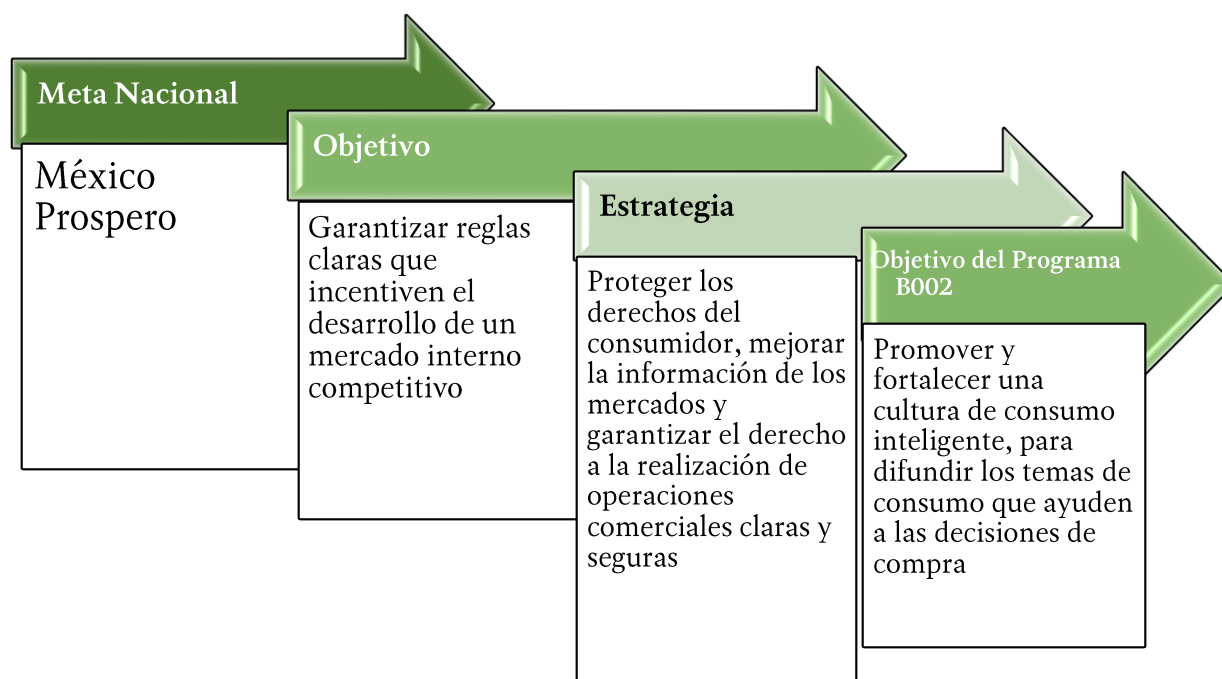 Meta Nacional
México
Prospero
Objetivo
Garantizar reglas
claras que
incentiven el
desarrollo de un
mercado interno
competitivo
Estrategia
Proteger los
derechos del
consumidor, mejorar
la información de los
mercados y
garantizar el derecho
a la realización de
operaciones
comerciales claras y
seguras
Objetivo del Programa
B002
Promover y
fortalecer una
cultura de consumo
inteligente, para
difundir los temas de
consumo que ayuden
a las decisiones de
compra